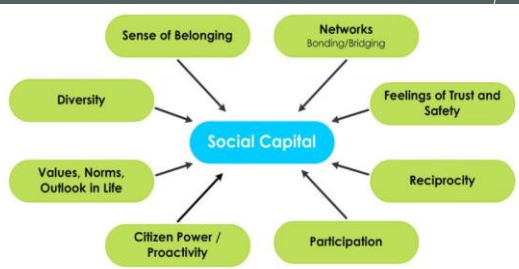 Sense of Belonging
Networks
Bonding/Bridging
Diversity
Feelings of Trust and
Safety
Social Capital
Values, Norms,
Outlook in Life
Reciprocity
Citizen Power /
Proactivity
Participation